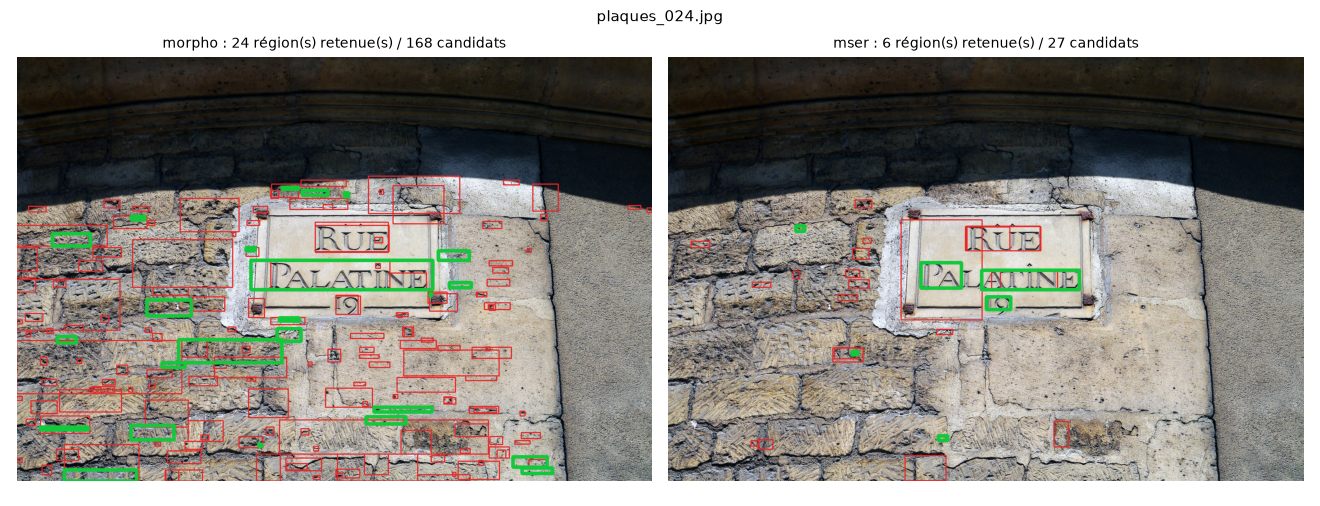 plaques_024.jpg
morpho : 24 région(s) retenue(s) / 168 candidats
mser : 6 région(s) retenue(s) / 27 candidats
RUE
PALATINE
19
RUE
PALATINE
19